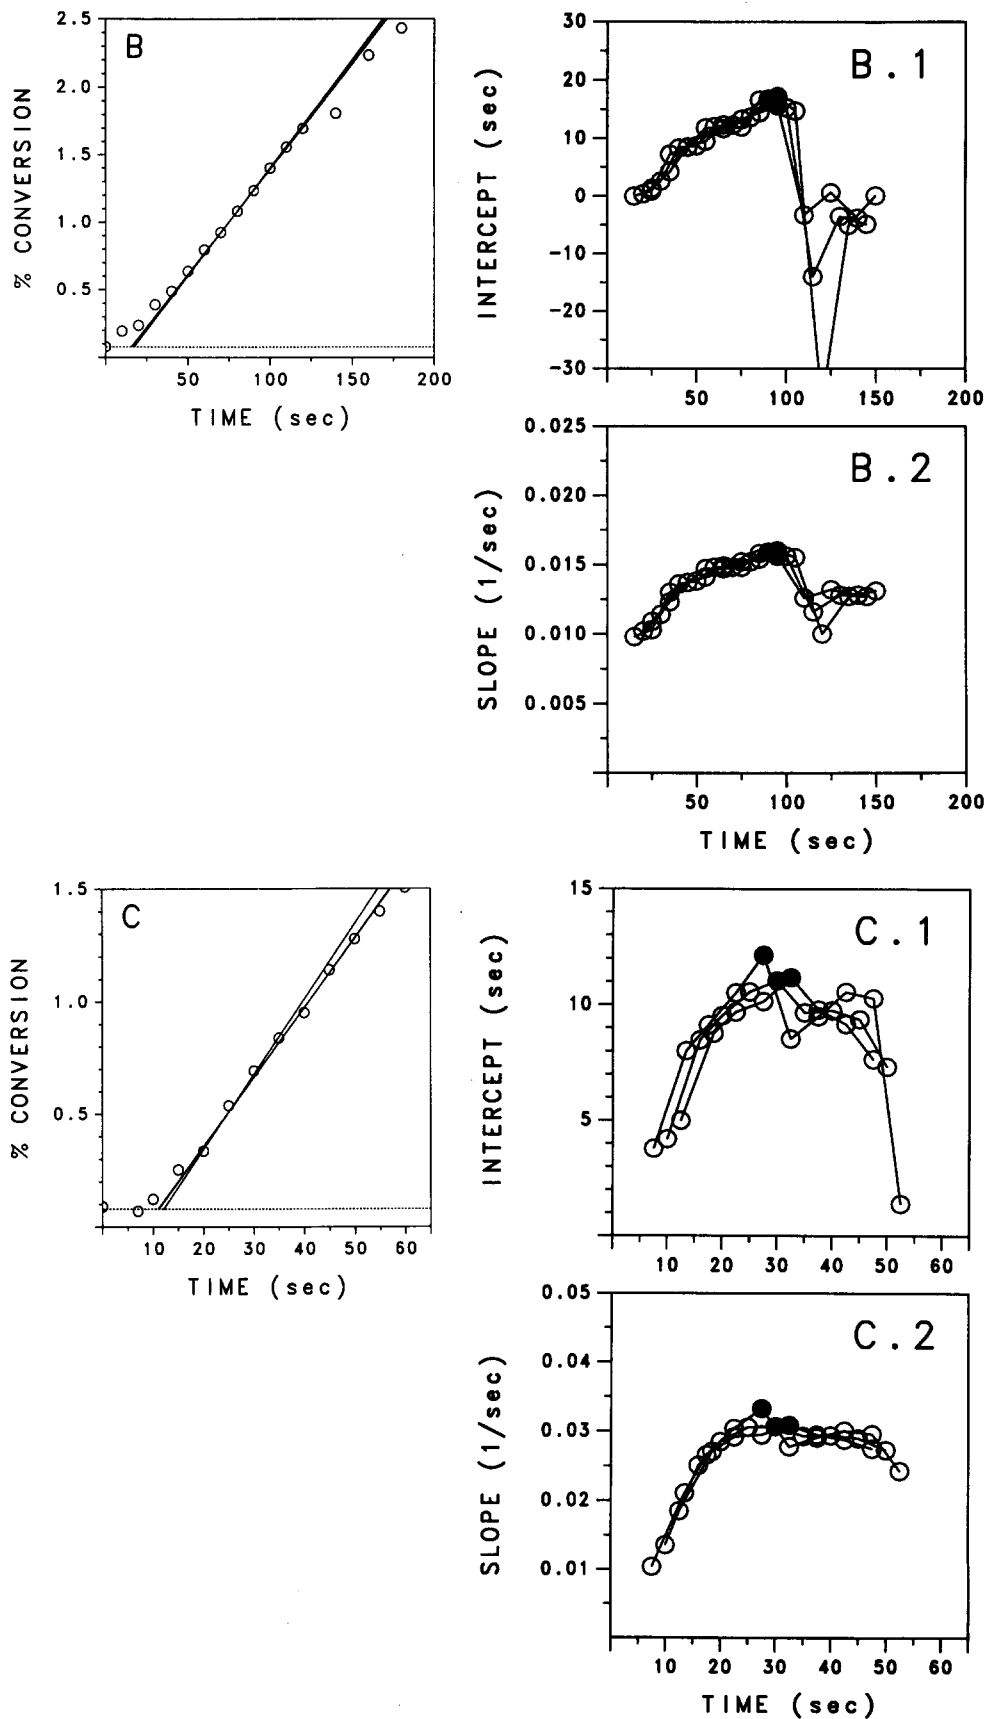 B
% CONVERSION
2.5
2.0
1.5
1.0
0.5
50 100 150 200
TIME (sec)
B.1
INTERCEPT (sec)
30
20
10
0
-10
-20
-30
50 100 150 200
B.2
SLOPE (1/sec)
0.025
0.020
0.015
0.010
0.005
50 100 150 200
TIME (sec)
C
% CONVERSION
1.5
1.0
0.5
10 20 30 40 50 60
TIME (sec)
C.1
INTERCEPT (sec)
15
10
5
10 20 30 40 50 60
C.2
SLOPE (1/sec)
0.05
0.04
0.03
0.02
0.01
10 20 30 40 50 60
TIME (sec)